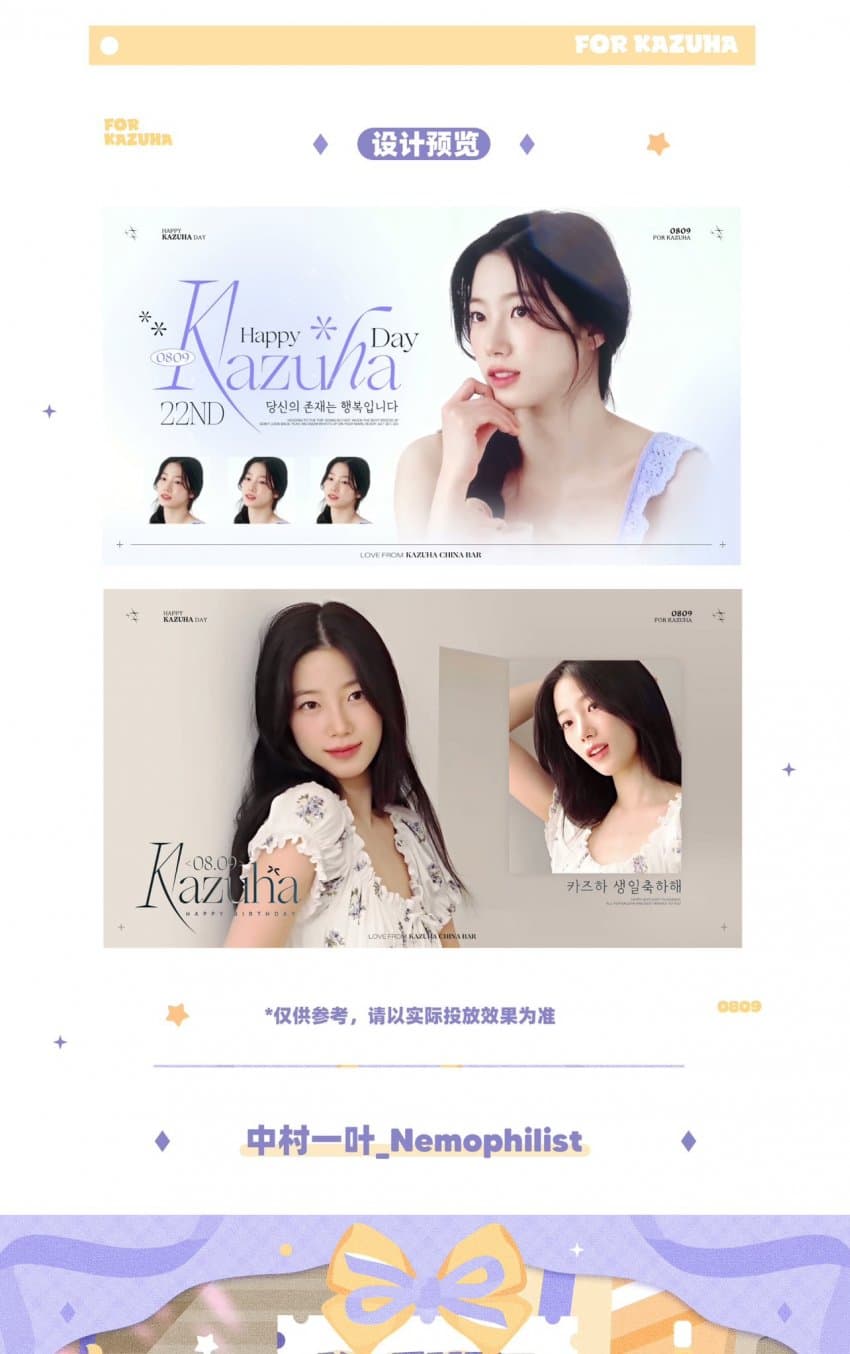 FOR KAZUHA
FOR
KAZUHA
设计预览
HAPPY
KAZUHA DAY
0809
FOR KAZUHA
Kazuha
Happy Day
0809
22ND
당신의 존재는 행복입니다
LOVE FROM KAZUHA CHINA BAR
HAPPY
KAZUHA DAY
0809
FOR KAZUHA
<08.09>
Kazuha
HAPPY BIRTHDAY
카즈하 생일축하해
LOVE FROM KAZUHA CHINA BAR
*仅供参考，请以实际投放效果为准
0809
中村一叶_Nemophilist